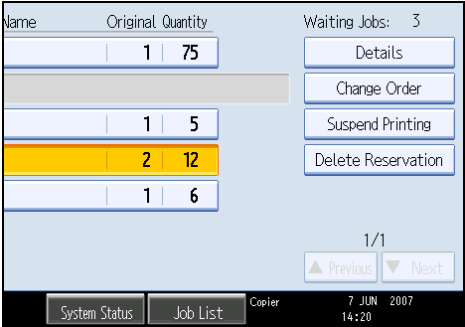 Name Original Quantity Waiting Jobs: 3
1 75 Details
Change Order
1 5 Suspend Printing
2 12 Delete Reservation
1 6
1/1
▲ Previous ▼ Next
System Status Job List Copier 7 JUN 2007
14:20